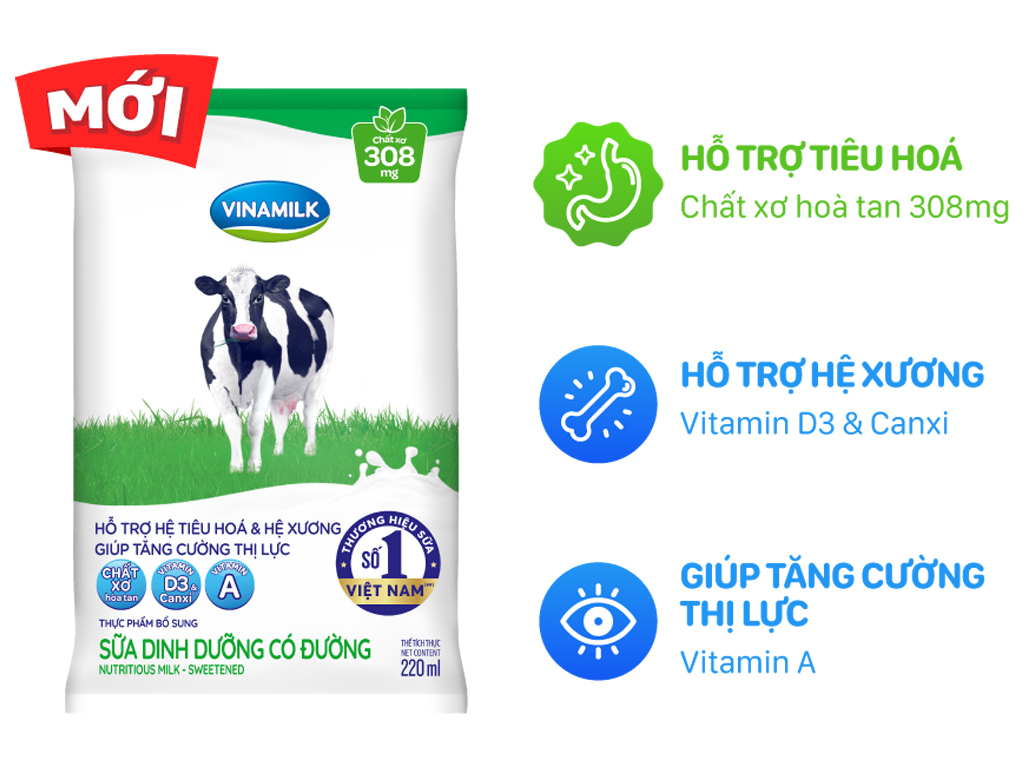 MỚI
Chất xơ
308
mg
VINAMILK
HỖ TRỢ HỆ TIÊU HOÁ & HỆ XƯƠNG
GIÚP TĂNG CƯỜNG THỊ LỰC
CHẤT
XƠ
hòa tan
VITAMIN
D3 &
Canxi
VITAMIN
A
THƯƠNG HIỆU SỮA
SỐ 1
VIỆT NAM
THỰC PHẨM BỔ SUNG
SỮA DINH DƯỠNG CÓ ĐƯỜNG
NUTRITIOUS MILK - SWEETENED
THỂ TÍCH THỰC
NET CONTENT
220 ml
HỖ TRỢ TIÊU HOÁ
Chất xơ hoà tan 308mg
HỖ TRỢ HỆ XƯƠNG
Vitamin D3 & Canxi
GIÚP TĂNG CƯỜNG
THỊ LỰC
Vitamin A